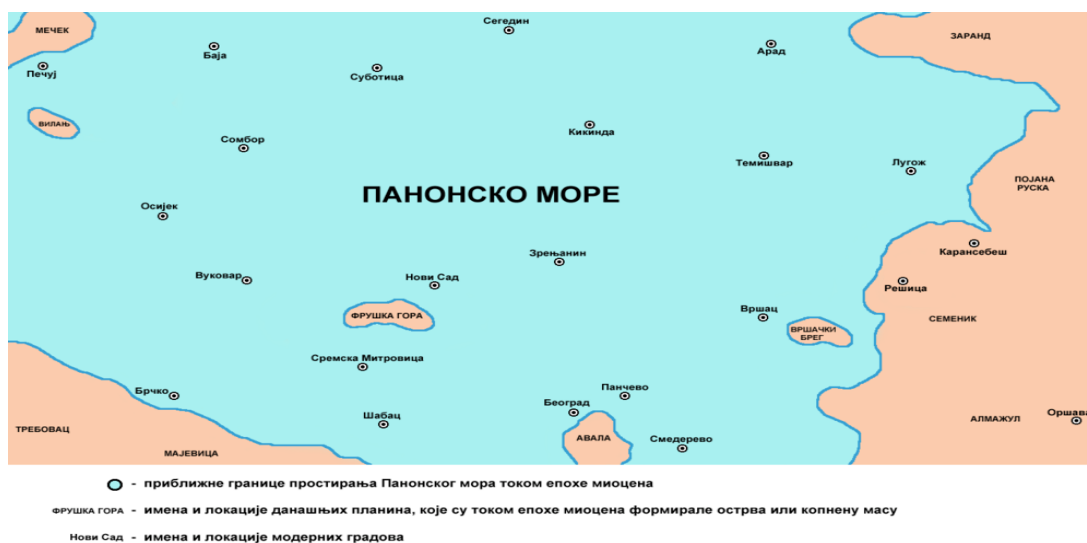 МЕЧЕК
Сегедин
ЗАРАНД
Баја
Арад
Печуј
Суботица
ВИЛАЊ
Кикинда
Сомбор
Темишвар
Лугож
ПОЈАНА
РУСКА
ПАНОНСКО МОРЕ
Осијек
Карансебеш
Зрењанин
Вуковар
Нови Сад
Решица
Вршац
ФРУШКА ГОРА
СЕМЕНИК
ВРШАЧКИ
БРЕГ
Сремска Митровица
Брчко
Панчево
Београд
Шабац
Оршава
АЛМАЖУЛ
ТРЕБОВАЦ
АВАЛА
Смедерево
МАЈЕВИЦА
- приближне границе простирања Панонског мора током епохе миоцена
ФРУШКА ГОРА - имена и локације данашњих планина, које су током епохе миоцена формирале острва или копнену масу
Нови Сад - имена и локације модерних градова